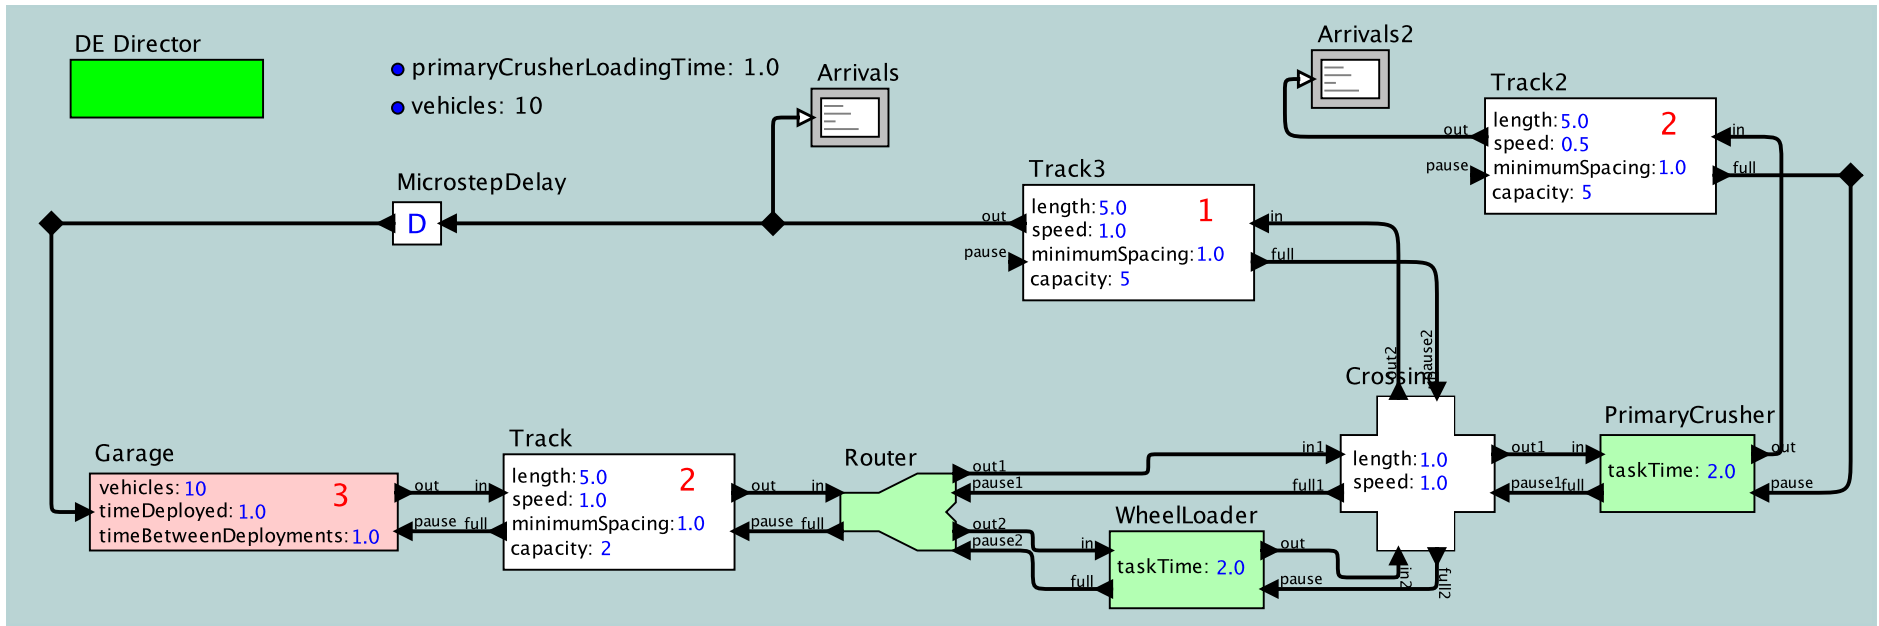 DE Director
primaryCrusherLoadingTime: 1.0
vehicles: 10
Arrivals
Arrivals2
Track2
length: 5.0
speed: 0.5
minimumSpacing: 1.0
capacity: 5
2
out
pause
in
full
MicrostepDelay
D
Track3
length: 5.0
speed: 1.0
minimumSpacing: 1.0
capacity: 5
1
out
pause
in
full
Garage
vehicles: 10
timeDeployed: 1.0
timeBetweenDeployments: 1.0
3
out
pause
Track
length: 5.0
speed: 1.0
minimumSpacing: 1.0
capacity: 2
2
in
full
out
pause
Router
in
full
out1
pause1
out2
pause2
WheelLoader
taskTime: 2.0
in
full
out
pause
Crossing
length: 1.0
speed: 1.0
out2
pause2
in1
full1
out1
pause1
in2
full2
PrimaryCrusher
taskTime: 2.0
in
full
out
pause